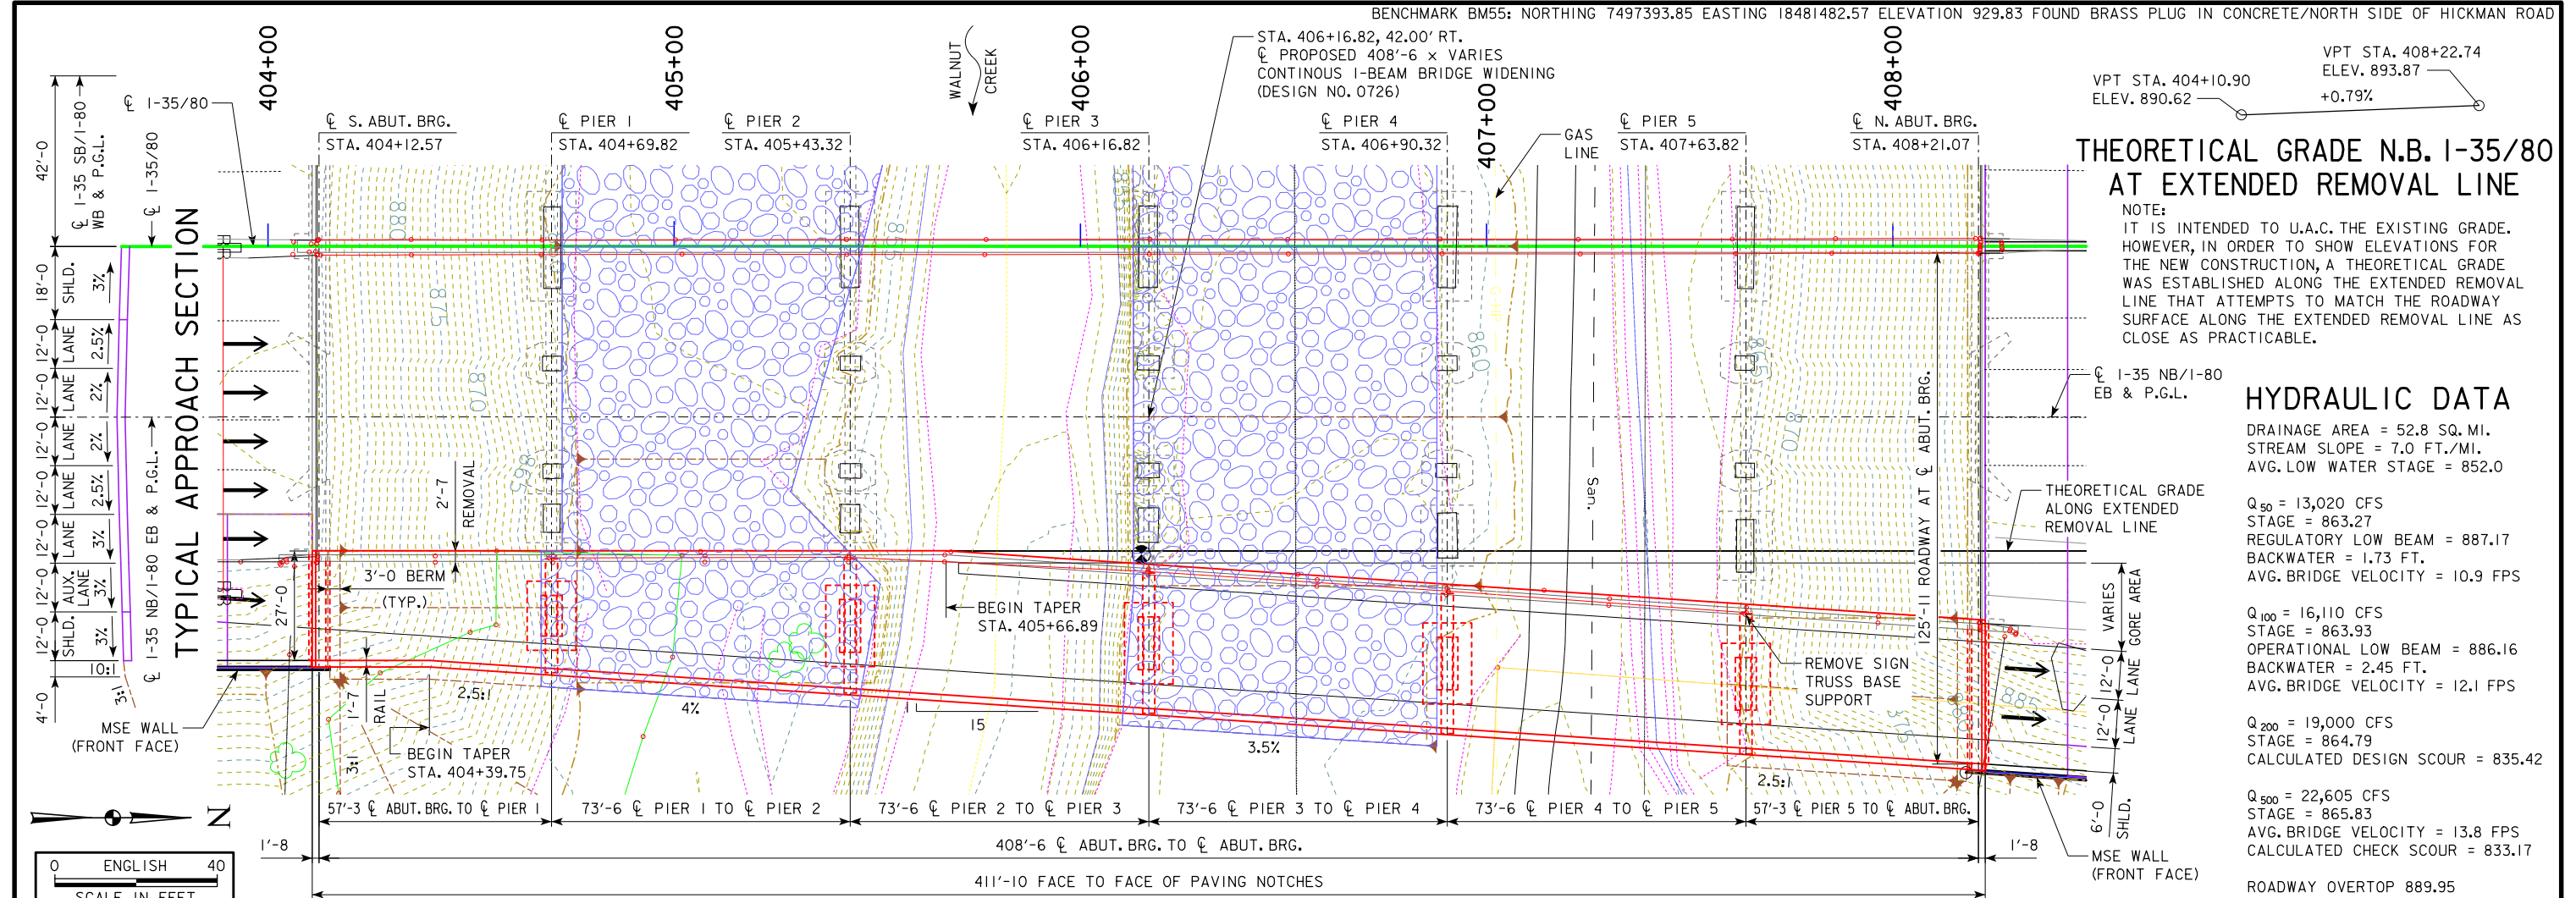 BENCHMARK BM55: NORTHING 7497393.85 EASTING 18481482.57 ELEVATION 929.83 FOUND BRASS PLUG IN CONCRETE/NORTH SIDE OF HICKMAN ROAD
404+00
405+00
406+00
407+00
408+00
WALNUT
CREEK
STA. 406+16.82, 42.00' RT.
℄ PROPOSED 408'-6 x VARIES
CONTINOUS I-BEAM BRIDGE WIDENING
(DESIGN NO. 0726)
VPT STA. 404+10.90
ELEV. 890.62
VPT STA. 408+22.74
ELEV. 893.87
+0.79%
THEORETICAL GRADE N.B. I-35/80
AT EXTENDED REMOVAL LINE
NOTE:
IT IS INTENDED TO U.A.C. THE EXISTING GRADE.
HOWEVER, IN ORDER TO SHOW ELEVATIONS FOR
THE NEW CONSTRUCTION, A THEORETICAL GRADE
WAS ESTABLISHED ALONG THE EXTENDED REMOVAL
LINE THAT ATTEMPTS TO MATCH THE ROADWAY
SURFACE ALONG THE EXTENDED REMOVAL LINE AS
CLOSE AS PRACTICABLE.
℄ I-35/80
℄ S. ABUT. BRG.
STA. 404+12.57
℄ PIER 1
STA. 404+69.82
℄ PIER 2
STA. 405+43.32
℄ PIER 3
STA. 406+16.82
℄ PIER 4
STA. 406+90.32
GAS
LINE
℄ PIER 5
STA. 407+63.82
℄ N. ABUT. BRG.
STA. 408+21.07
42'-0
℄ I-35 SB/I-80
WB & P.G.L.
℄ I-35/80
18'-0
SHLD.
3%
12'-0
LANE
2.5%
12'-0
LANE
2%
12'-0
LANE
2%
12'-0
LANE
2.5%
12'-0
LANE
3%
12'-0
AUX.
LANE
3%
12'-0
SHLD.
3%
10:1
4'-0
3:1
℄ I-35 NB/I-80 EB & P.G.L.
TYPICAL APPROACH SECTION
880
875
870
865
855
860
865
870
875
885
San.
2'-7
REMOVAL
3'-0 BERM
(TYP.)
27'-0
1'-7
RAIL
3:1
2.5:1
4%
1
15
3.5%
2.5:1
BEGIN TAPER
STA. 404+39.75
BEGIN TAPER
STA. 405+66.89
REMOVE SIGN
TRUSS BASE
SUPPORT
125'-11 ROADWAY AT ℄ ABUT. BRG.
MSE WALL
(FRONT FACE)
℄ I-35 NB/I-80
EB & P.G.L.
THEORETICAL GRADE
ALONG EXTENDED
REMOVAL LINE
VARIES
GORE AREA
12'-0
LANE
12'-0
LANE
6'-0
SHLD.
MSE WALL
(FRONT FACE)
HYDRAULIC DATA
DRAINAGE AREA = 52.8 SQ. MI.
STREAM SLOPE = 7.0 FT./MI.
AVG. LOW WATER STAGE = 852.0
Q50 = 13,020 CFS
STAGE = 863.27
REGULATORY LOW BEAM = 887.17
BACKWATER = 1.73 FT.
AVG. BRIDGE VELOCITY = 10.9 FPS
Q100 = 16,110 CFS
STAGE = 863.93
OPERATIONAL LOW BEAM = 886.16
BACKWATER = 2.45 FT.
AVG. BRIDGE VELOCITY = 12.1 FPS
Q200 = 19,000 CFS
STAGE = 864.79
CALCULATED DESIGN SCOUR = 835.42
Q500 = 22,605 CFS
STAGE = 865.83
AVG. BRIDGE VELOCITY = 13.8 FPS
CALCULATED CHECK SCOUR = 833.17
ROADWAY OVERTOP 889.95
57'-3 ℄ ABUT. BRG. TO ℄ PIER 1
73'-6 ℄ PIER 1 TO ℄ PIER 2
73'-6 ℄ PIER 2 TO ℄ PIER 3
73'-6 ℄ PIER 3 TO ℄ PIER 4
73'-6 ℄ PIER 4 TO ℄ PIER 5
57'-3 ℄ PIER 5 TO ℄ ABUT. BRG.
1'-8
408'-6 ℄ ABUT. BRG. TO ℄ ABUT. BRG.
1'-8
411'-10 FACE TO FACE OF PAVING NOTCHES
N
0 ENGLISH 40
SCALE IN FEET